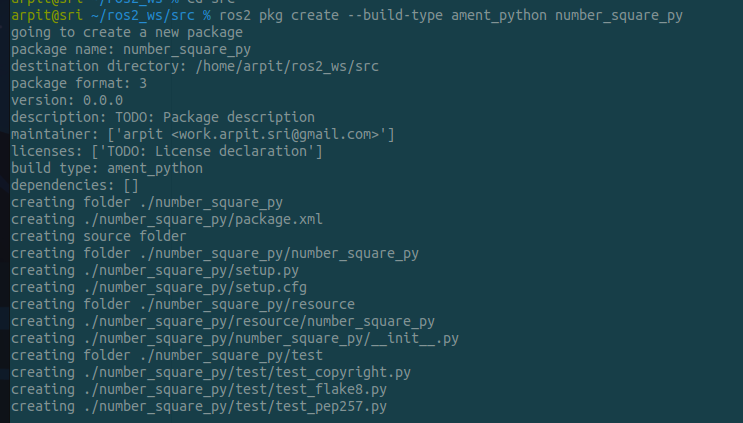 arpit@sri ~/ros2_ws % cd src
arpit@sri ~/ros2_ws/src % ros2 pkg create --build-type ament_python number_square_py
going to create a new package
package name: number_square_py
destination directory: /home/arpit/ros2_ws/src
package format: 3
version: 0.0.0
description: TODO: Package description
maintainer: ['arpit <work.arpit.sri@gmail.com>']
licenses: ['TODO: License declaration']
build type: ament_python
dependencies: []
creating folder ./number_square_py
creating ./number_square_py/package.xml
creating source folder
creating folder ./number_square_py/number_square_py
creating ./number_square_py/setup.py
creating ./number_square_py/setup.cfg
creating folder ./number_square_py/resource
creating ./number_square_py/resource/number_square_py
creating ./number_square_py/number_square_py/__init__.py
creating folder ./number_square_py/test
creating ./number_square_py/test/test_copyright.py
creating ./number_square_py/test/test_flake8.py
creating ./number_square_py/test/test_pep257.py